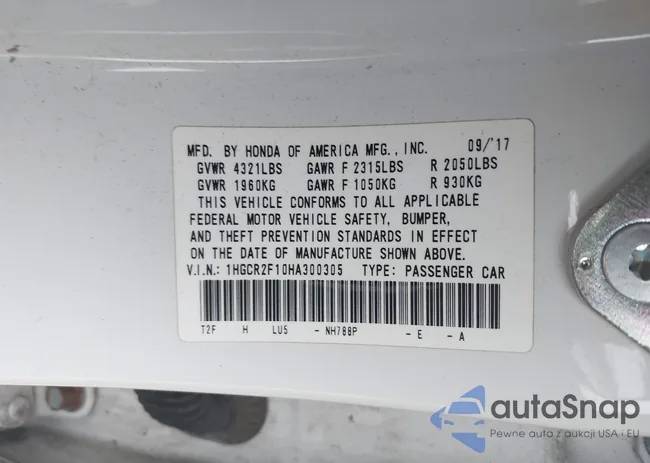 MFD. BY HONDA OF AMERICA MFG., INC. 09/'17
GVWR 4321LBS GAWR F 2315LBS R 2050LBS
GVWR 1960KG GAWR F 1050KG R 930KG
THIS VEHICLE CONFORMS TO ALL APPLICABLE
FEDERAL MOTOR VEHICLE SAFETY, BUMPER,
AND THEFT PREVENTION STANDARDS IN EFFECT
ON THE DATE OF MANUFACTURE SHOWN ABOVE.
V.I.N.: 1HGCR2F10HA300305 TYPE: PASSENGER CAR
T2F H LU5 - NH788P - E - A
autaSnap
Pewne auta z aukcji USA i EU